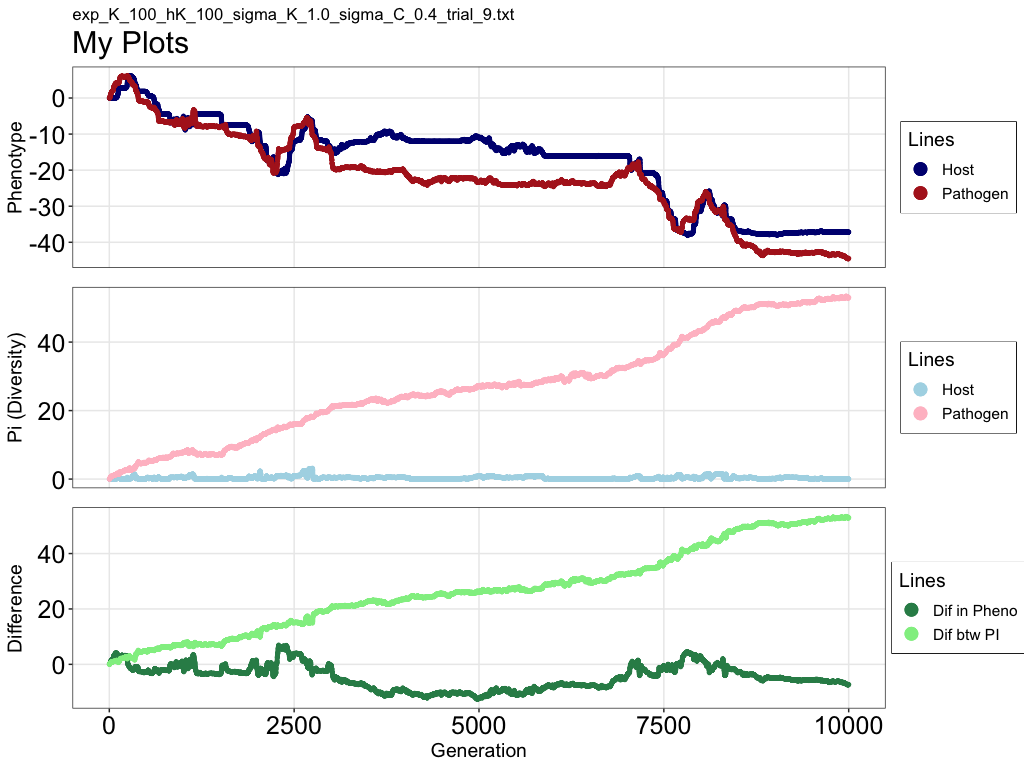 exp_K_100_hK_100_sigma_K_1.0_sigma_C_0.4_trial_9.txt
My Plots
Phenotype
0
-10
-20
-30
-40
Lines
Host
Pathogen
Pi (Diversity)
40
20
0
Lines
Host
Pathogen
Difference
40
20
0
Lines
Dif in Pheno
Dif btw PI
0 2500 5000 7500 10000
Generation